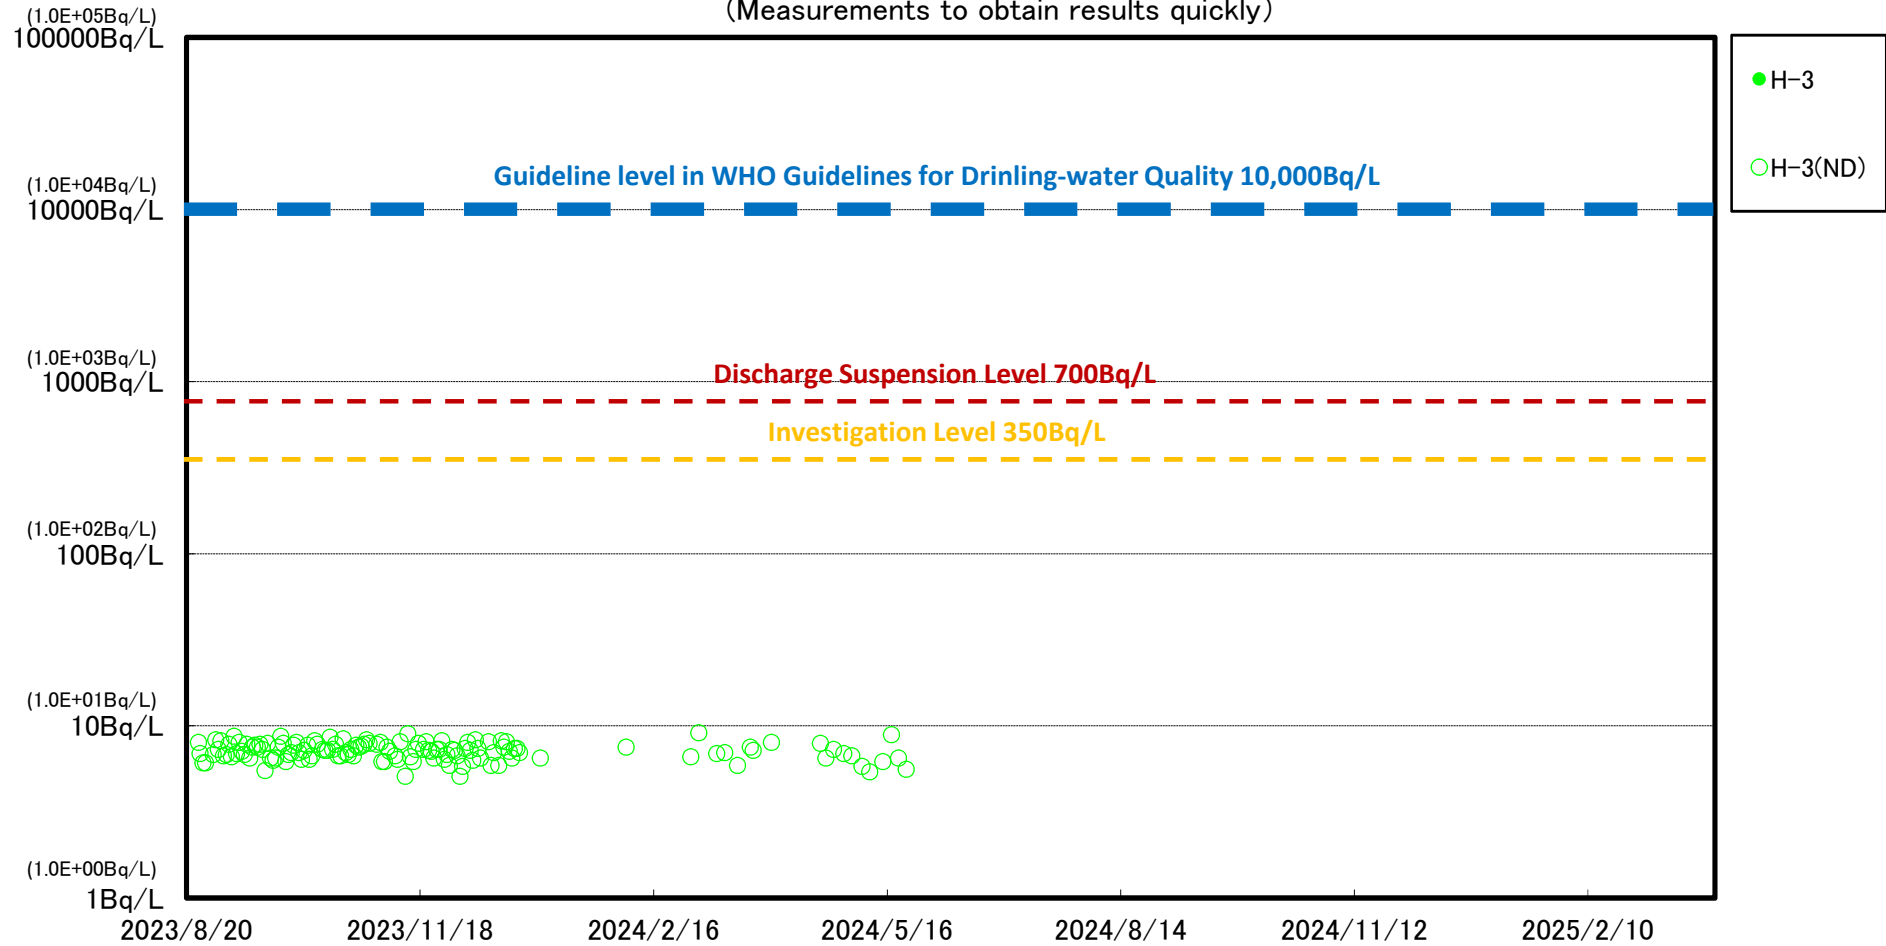 (Measurements to obtain results quickly)
(1.0E+05Bq/L)
100000Bq/L
H-3
H-3(ND)
Guideline level in WHO Guidelines for Drinling-water Quality 10,000Bq/L
(1.0E+04Bq/L)
10000Bq/L
(1.0E+03Bq/L)
1000Bq/L
Discharge Suspension Level 700Bq/L
Investigation Level 350Bq/L
(1.0E+02Bq/L)
100Bq/L
(1.0E+01Bq/L)
10Bq/L
(1.0E+00Bq/L)
1Bq/L
2023/8/20 2023/11/18 2024/2/16 2024/5/16 2024/8/14 2024/11/12 2025/2/10